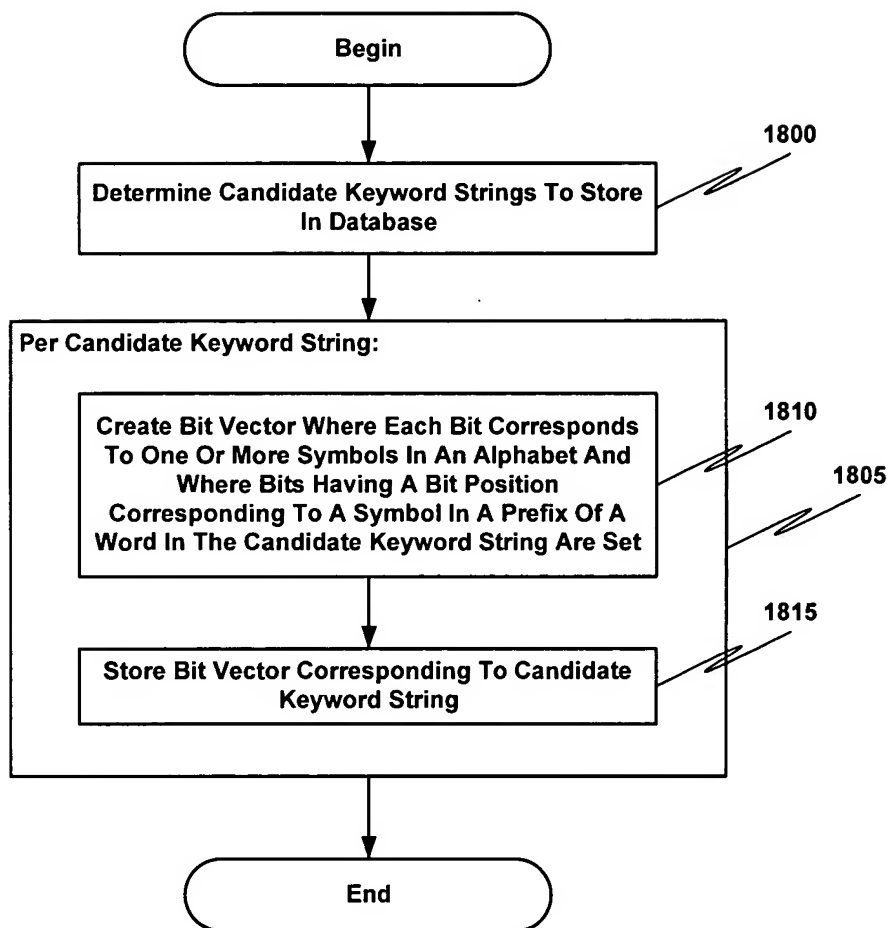 Begin
1800
Determine Candidate Keyword Strings To Store
In Database
Per Candidate Keyword String:
1810
Create Bit Vector Where Each Bit Corresponds
To One Or More Symbols In An Alphabet And
Where Bits Having A Bit Position
Corresponding To A Symbol In A Prefix Of A
Word In The Candidate Keyword String Are Set
1805
1815
Store Bit Vector Corresponding To Candidate
Keyword String
End